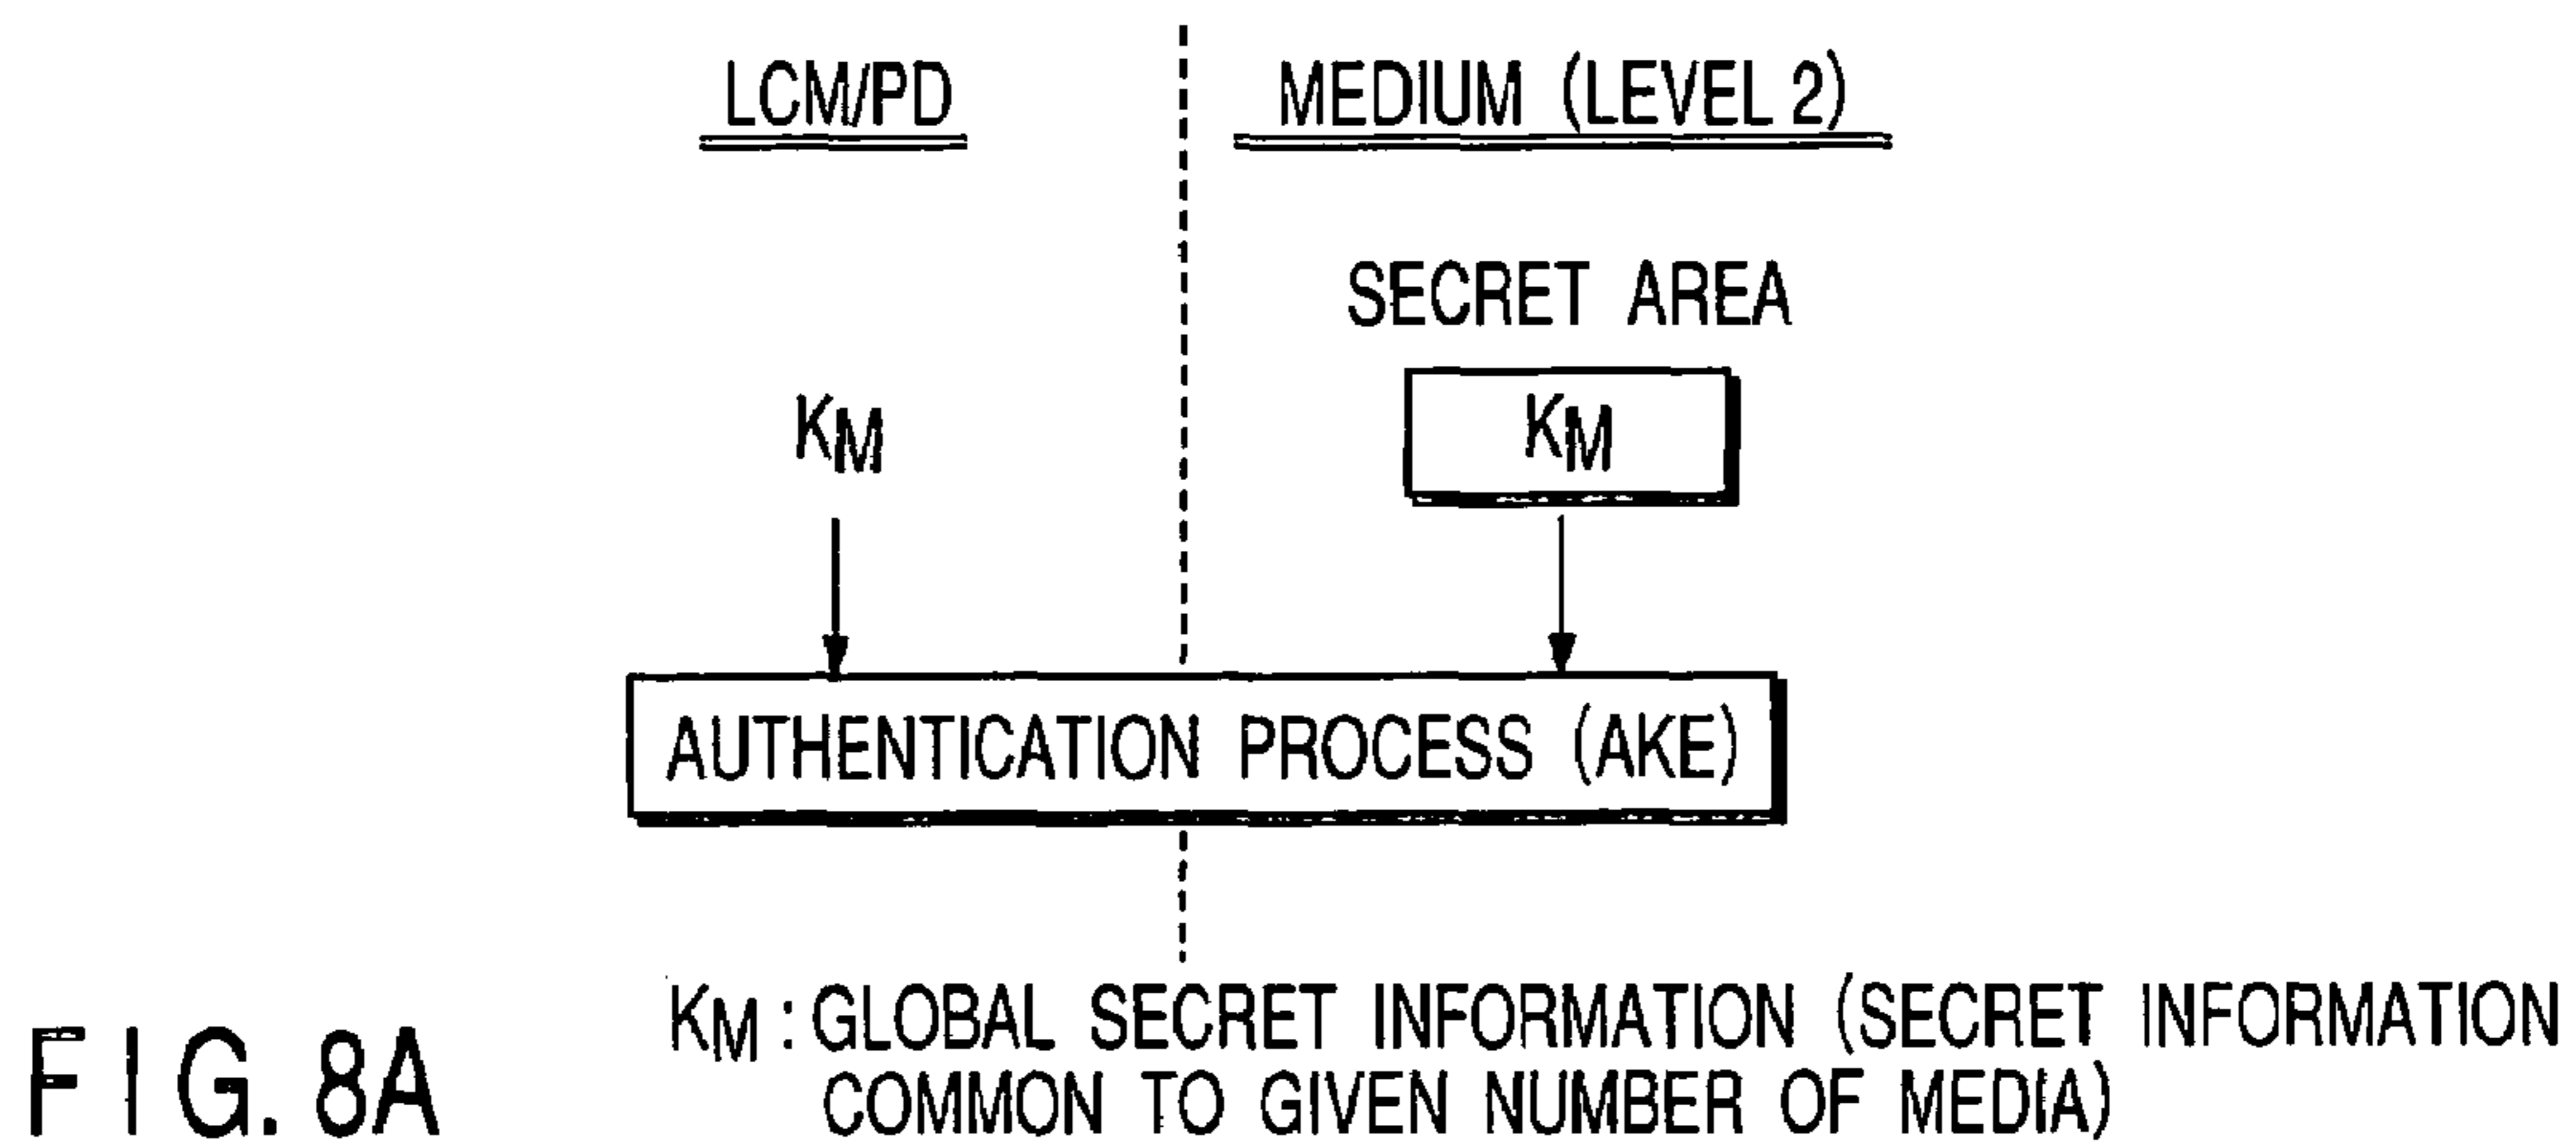 LCM/PD
MEDIUM (LEVEL 2)
SECRET AREA
KM
KM
AUTHENTICATION PROCESS (AKE)
KM : GLOBAL SECRET INFORMATION (SECRET INFORMATION
COMMON TO GIVEN NUMBER OF MEDIA)
FIG. 8A